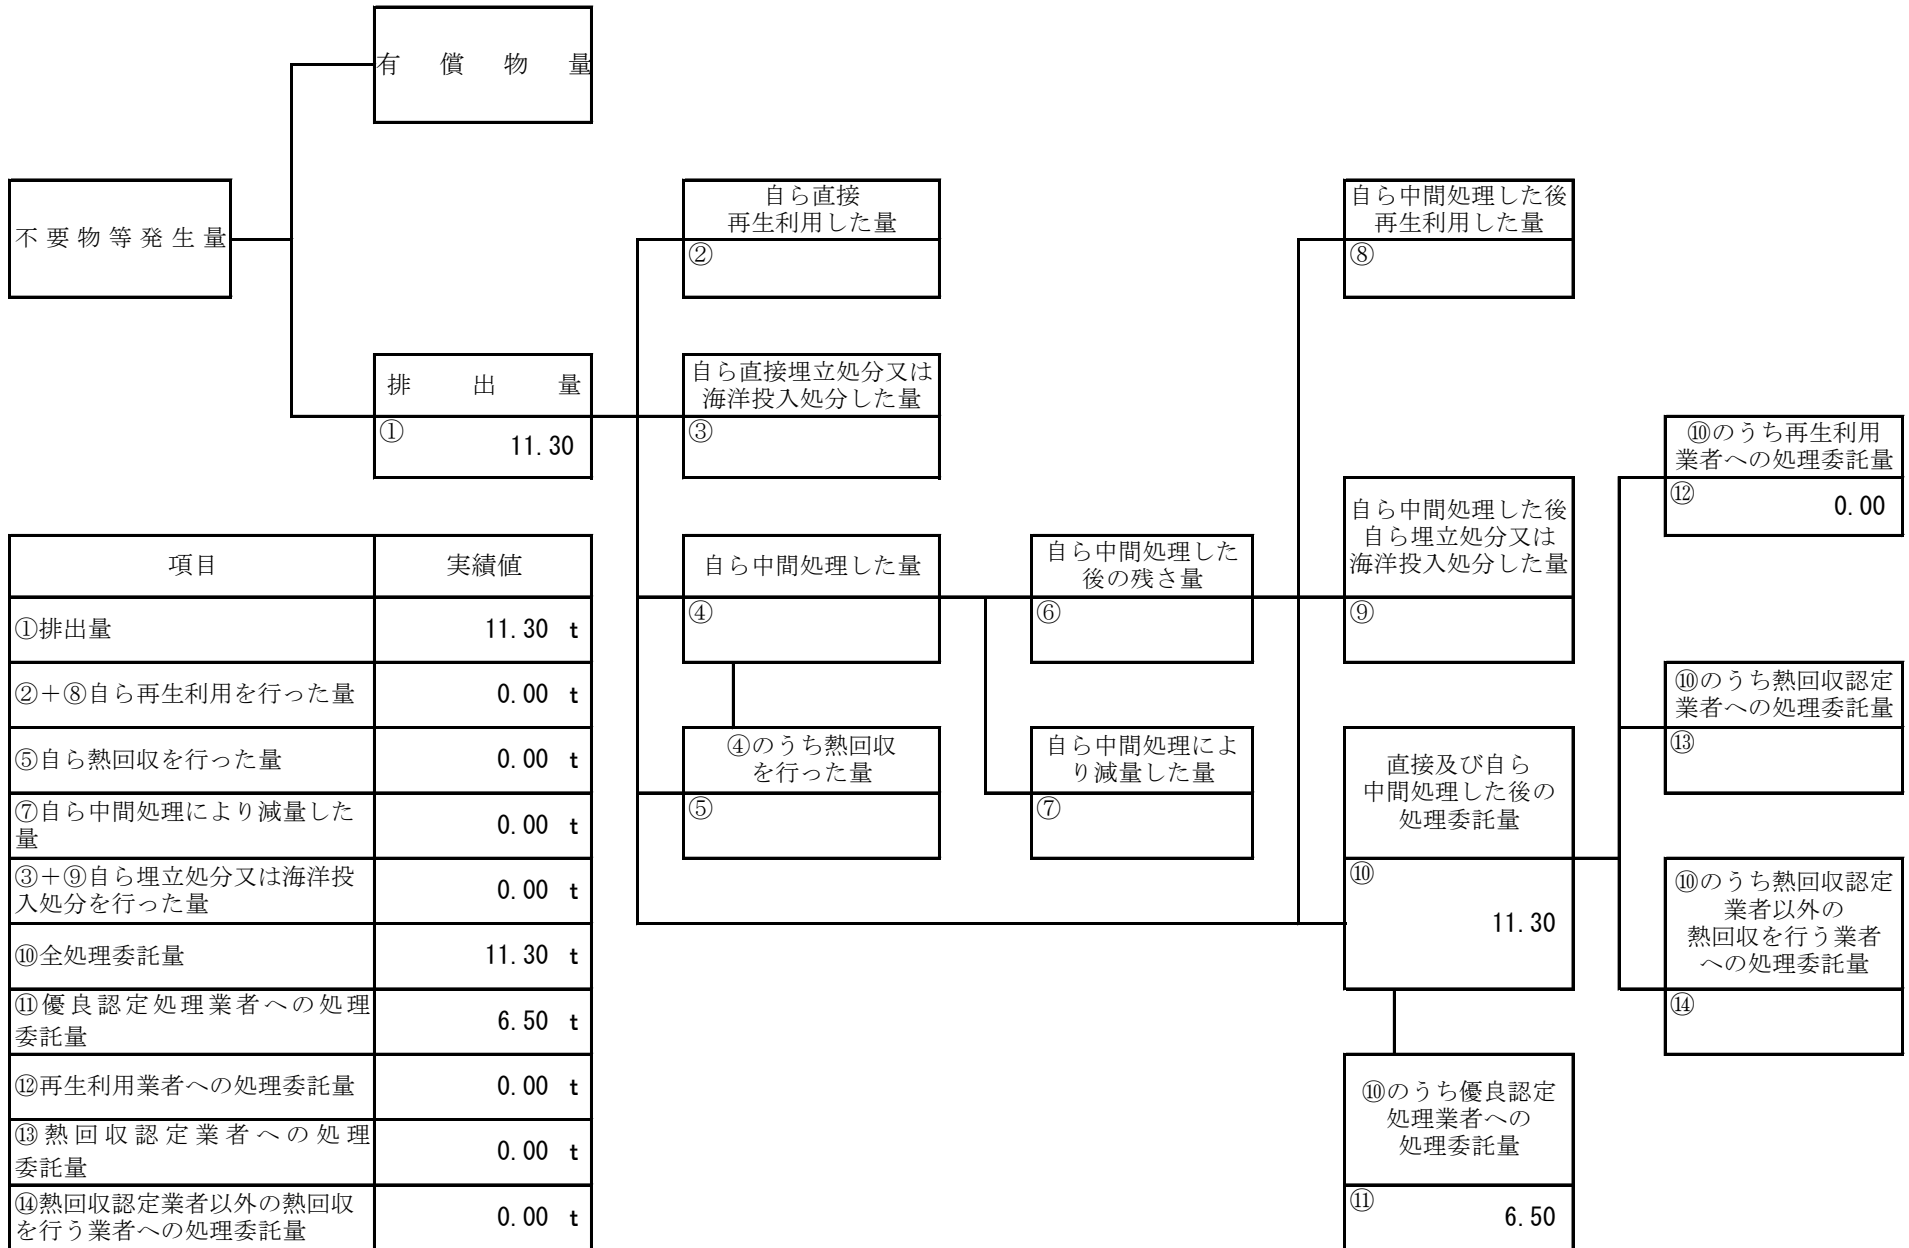 有償物量
不要物等発生量
自ら直接
再生利用した量
②
自ら中間処理した後
再生利用した量
⑧
排出量
①
11.30
自ら直接埋立処分又は
海洋投入処分した量
③
⑩のうち再生利用
業者への処理委託量
⑫
0.00
自ら中間処理した量
④
自ら中間処理した
後の残さ量
⑥
自ら中間処理した後
自ら埋立処分又は
海洋投入処分した量
⑨
⑩のうち熱回収認定
業者への処理委託量
⑬
④のうち熱回収
を行った量
⑤
自ら中間処理によ
り減量した量
⑦
直接及び自ら
中間処理した後の
処理委託量
⑩
11.30
⑩のうち熱回収認定
業者以外の
熱回収を行う業者
への処理委託量
⑭
⑩のうち優良認定
処理業者への
処理委託量
⑪
6.50
項目 実績値
①排出量 11.30 t
②＋⑧自ら再生利用を行った量 0.00 t
⑤自ら熱回収を行った量 0.00 t
⑦自ら中間処理により減量した
量 0.00 t
③＋⑨自ら埋立処分又は海洋投
入処分を行った量 0.00 t
⑩全処理委託量 11.30 t
⑪優良認定処理業者への処理
委託量 6.50 t
⑫再生利用業者への処理委託量 0.00 t
⑬熱回収認定業者への処理
委託量 0.00 t
⑭熱回収認定業者以外の熱回収
を行う業者への処理委託量 0.00 t